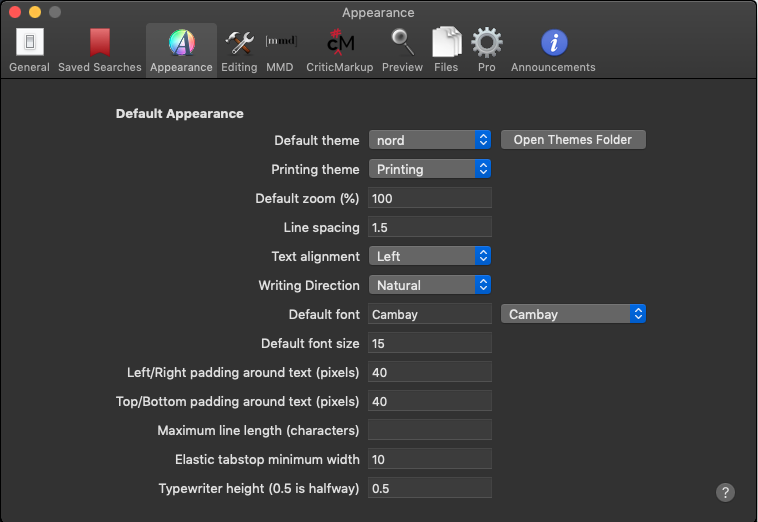 Appearance
[mmd] CM
General Saved Searches Appearance Editing MMD CriticMarkup Preview Files Pro Announcements
Default Appearance
Default theme nord Open Themes Folder
Printing theme Printing
Default zoom (%) 100
Line spacing 1.5
Text alignment Left
Writing Direction Natural
Default font Cambay Cambay
Default font size 15
Left/Right padding around text (pixels) 40
Top/Bottom padding around text (pixels) 40
Maximum line length (characters)
Elastic tabstop minimum width 10
Typewriter height (0.5 is halfway) 0.5
?